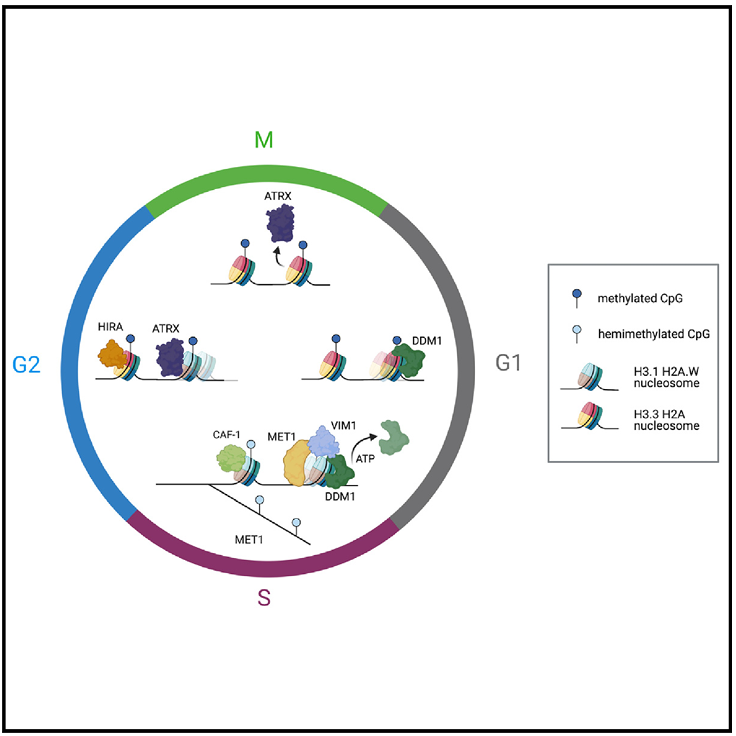 M
ATRX
HIRA
ATRX
DDM1
G2
G1
CAF-1
MET1
VIM1
ATP
DDM1
MET1
S
methylated CpG
hemimethylated CpG
H3.1 H2A.W
nucleosome
H3.3 H2A
nucleosome